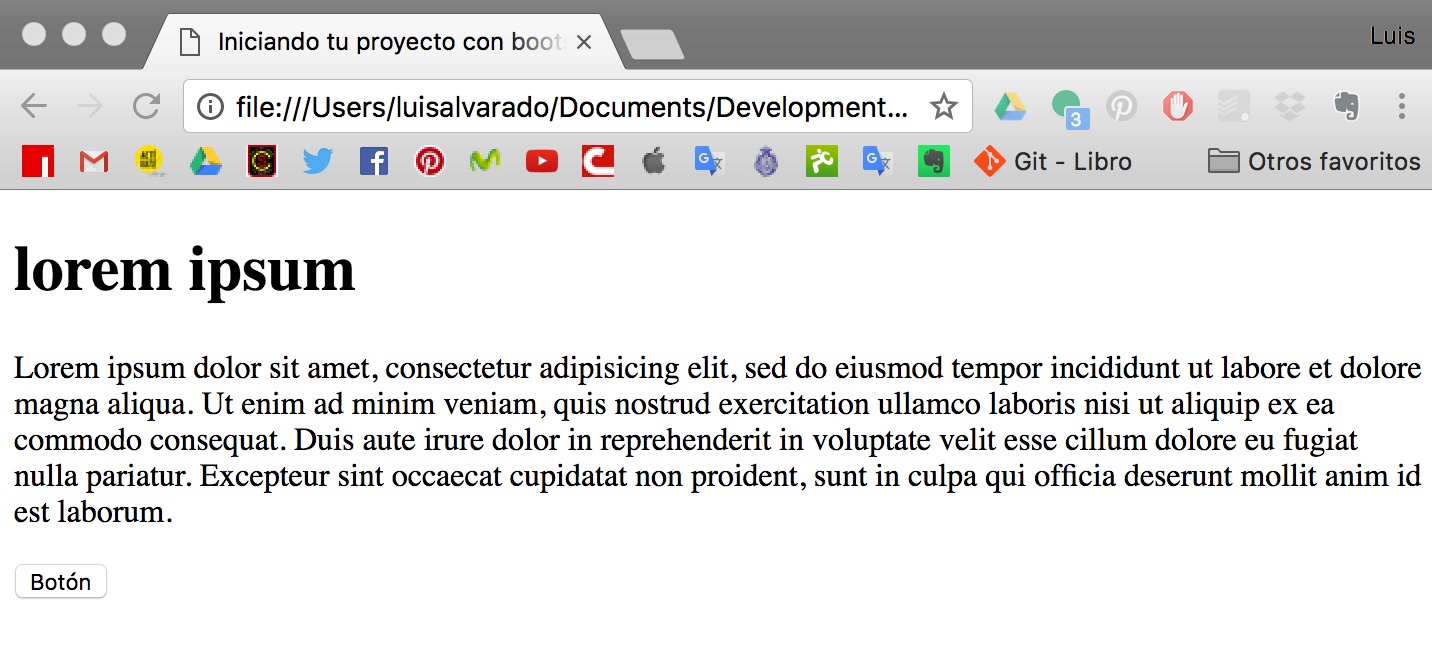 Iniciando tu proyecto con boot
Luis
file:///Users/luisalvarado/Documents/Development...
3
Git - Libro
Otros favoritos
lorem ipsum
Lorem ipsum dolor sit amet, consectetur adipisicing elit, sed do eiusmod tempor incididunt ut labore et dolore
magna aliqua. Ut enim ad minim veniam, quis nostrud exercitation ullamco laboris nisi ut aliquip ex ea
commodo consequat. Duis aute irure dolor in reprehenderit in voluptate velit esse cillum dolore eu fugiat
nulla pariatur. Excepteur sint occaecat cupidatat non proident, sunt in culpa qui officia deserunt mollit anim id
est laborum.
Botón